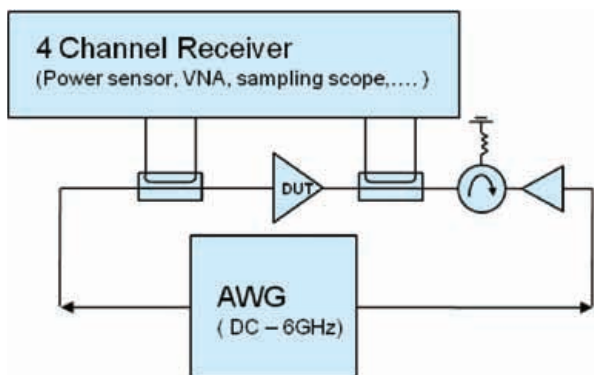 4 Channel Receiver
(Power sensor, VNA, sampling scope,.... )
DUT
AWG
( DC – 6GHz)